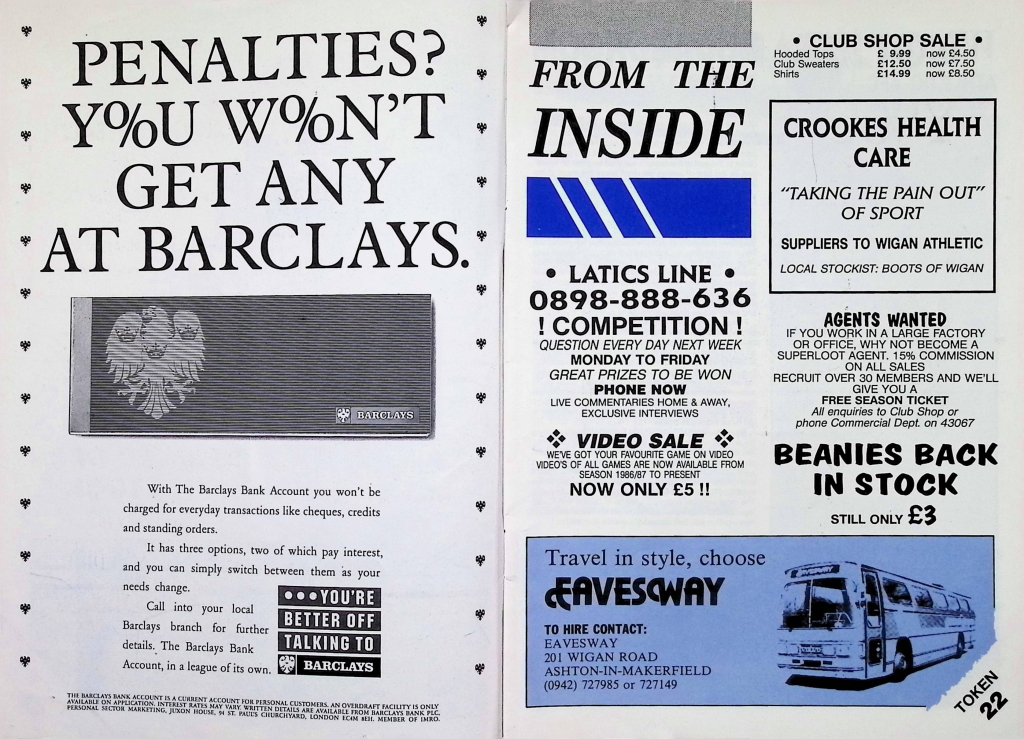 PENALTIES?
Y%U W%N'T
GET ANY
AT BARCLAYS.
BARCLAYS
With The Barclays Bank Account you won't be
charged for everyday transactions like cheques, credits
and standing orders.
It has three options, two of which pay interest,
and you can simply switch between them as your
needs change.
Call into your local
Barclays branch for further
details. The Barclays Bank
Account, in a league of its own.
•••YOU'RE
BETTER OFF
TALKING TO
BARCLAYS
THE BARCLAYS BANK ACCOUNT IS A CURRENT ACCOUNT FOR PERSONAL CUSTOMERS. AN OVERDRAFT FACILITY IS ONLY
AVAILABLE ON APPLICATION. INTEREST RATES MAY VARY. WRITTEN DETAILS ARE AVAILABLE FROM BARCLAYS BANK PLC,
PERSONAL SECTOR MARKETING, JUXON HOUSE, 94 ST. PAUL'S CHURCHYARD, LONDON EC4M 8EH. MEMBER OF IMRO.
FROM THE
INSIDE
• LATICS LINE •
0898-888-636
! COMPETITION !
QUESTION EVERY DAY NEXT WEEK
MONDAY TO FRIDAY
GREAT PRIZES TO BE WON
PHONE NOW
LIVE COMMENTARIES HOME & AWAY,
EXCLUSIVE INTERVIEWS
❖ VIDEO SALE ❖
WE'VE GOT YOUR FAVOURITE GAME ON VIDEO
VIDEO'S OF ALL GAMES ARE NOW AVAILABLE FROM
SEASON 1986/87 TO PRESENT
NOW ONLY £5 !!
• CLUB SHOP SALE •
Hooded Tops £ 9.99 now £4.50
Club Sweaters £12.50 now £7.50
Shirts £14.99 now £8.50
CROOKES HEALTH
CARE
"TAKING THE PAIN OUT"
OF SPORT
SUPPLIERS TO WIGAN ATHLETIC
LOCAL STOCKIST: BOOTS OF WIGAN
AGENTS WANTED
IF YOU WORK IN A LARGE FACTORY
OR OFFICE, WHY NOT BECOME A
SUPERLOOT AGENT. 15% COMMISSION
ON ALL SALES
RECRUIT OVER 30 MEMBERS AND WE'LL
GIVE YOU A
FREE SEASON TICKET
All enquiries to Club Shop or
phone Commercial Dept. on 43067
BEANIES BACK
IN STOCK
STILL ONLY £3
Travel in style, choose
EAVESWAY
TO HIRE CONTACT:
EAVESWAY
201 WIGAN ROAD
ASHTON-IN-MAKERFIELD
(0942) 727985 or 727149
TOKEN
22